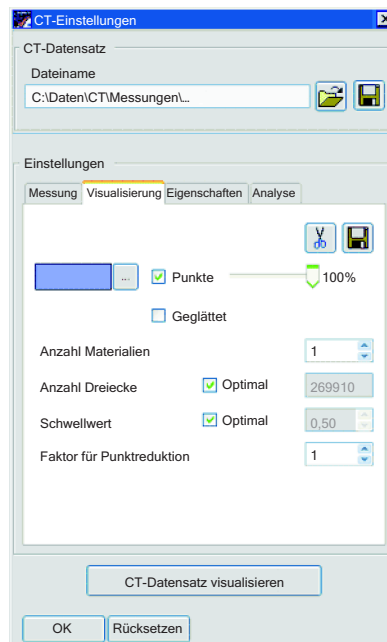 CT-Einstellungen
CT-Datensatz
Dateiname
C:\Daten\CT\Messungen\...
Einstellungen
Messung Visualisierung Eigenschaften Analyse
... Punkte 100%
Geglättet
Anzahl Materialien 1
Anzahl Dreiecke Optimal 269910
Schwellwert Optimal 0,50
Faktor für Punktreduktion 1
CT-Datensatz visualisieren
OK Rücksetzen